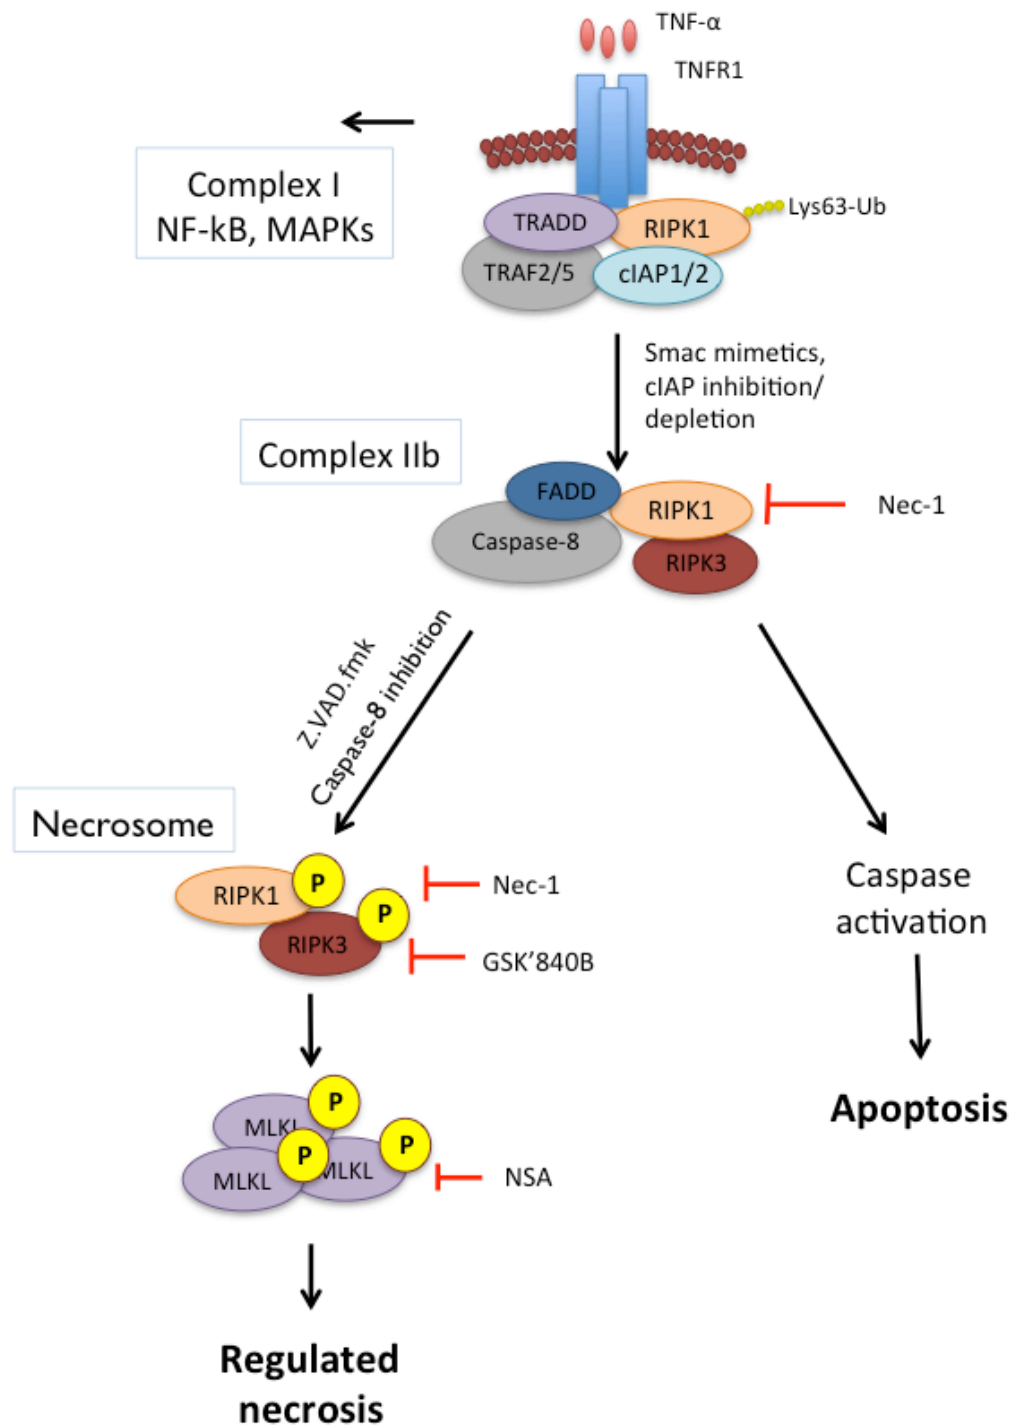 TNF-α
TNFR1
Complex I
NF-kB, MAPKs
TRADD
RIPK1
Lys63-Ub
TRAF2/5
cIAP1/2
Smac mimetics,
cIAP inhibition/
depletion
Complex IIb
FADD
RIPK1
Nec-1
Caspase-8
RIPK3
Z.VAD.fmk
Caspase-8 inhibition
Necrosome
RIPK1
P
Nec-1
RIPK3
P
GSK’840B
Caspase
activation
MLKL
P
P
P
MLKL
MLKL
NSA
Apoptosis
Regulated
necrosis